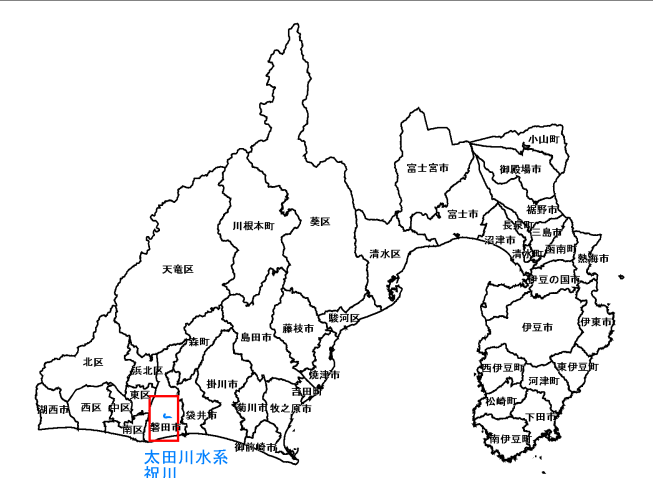 小山町
御殿場市
富士宮市
裾野市
富士市
長泉町
三島市
葵区
川根本町
沼津市
函南町
清水区
清水町
熱海市
天竜区
伊豆の国市
駿河区
伊豆市
伊東市
藤枝市
島田市
森町
北区
浜北区
焼津市
西伊豆町
東伊豆町
掛川市
河津町
吉田町
東区
松崎町
湖西市
西区
中区
袋井市
菊川市
牧之原市
下田市
南区
磐田市
南伊豆町
御前崎市
太田川水系
祝川